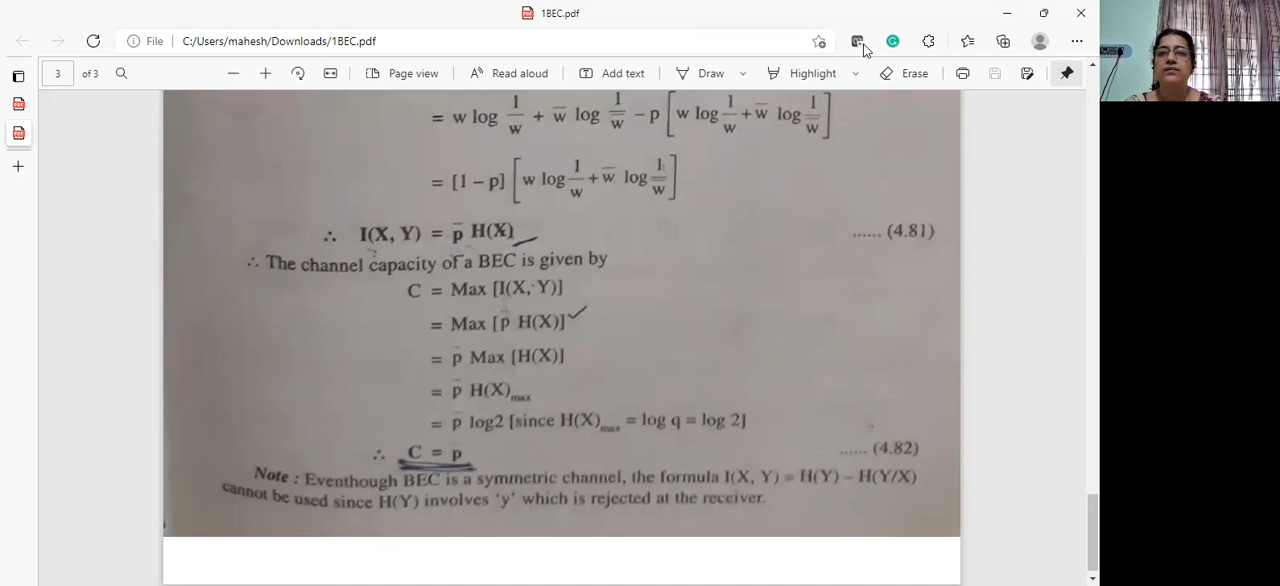 1BEC.pdf
File C:/Users/mahesh/Downloads/1BEC.pdf
3 of 3 Page view Read aloud Add text Draw Highlight Erase
= w log 1/w + w̅ log 1/w̅ − p [ w log 1/w + w̅ log 1/w̅ ]
= [1 − p] [ w log 1/w + w̅ log 1/w̅ ]
∴ I(X, Y) = p̅ H(X) ...... (4.81)
∴ The channel capacity of a BEC is given by
C = Max [I(X, Y)]
= Max [p̅ H(X)]
= p̅ Max [H(X)]
= p̅ H(X)max
= p̅ log2 [since H(X)max = log q = log 2]
∴ C = p̅ ...... (4.82)
Note : Eventhough BEC is a symmetric channel, the formula I(X, Y) = H(Y) − H(Y/X)
cannot be used since H(Y) involves 'y' which is rejected at the receiver.